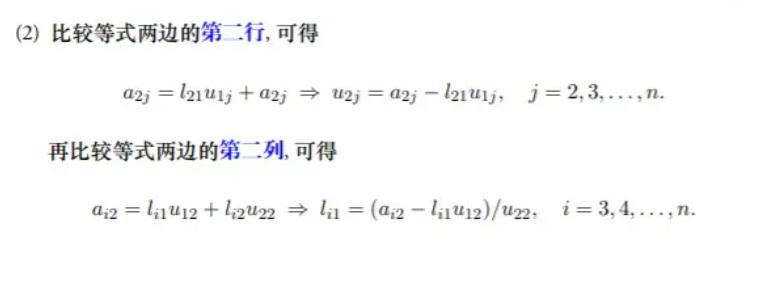 (2) 比较等式两边的第二行, 可得
a_{2j} = l_{21}u_{1j} + a_{2j} ⇒ u_{2j} = a_{2j} − l_{21}u_{1j}, j = 2, 3, . . . , n.
再比较等式两边的第二列, 可得
a_{i2} = l_{i1}u_{12} + l_{i2}u_{22} ⇒ l_{i1} = (a_{i2} − l_{i1}u_{12})/u_{22}, i = 3, 4, . . . , n.